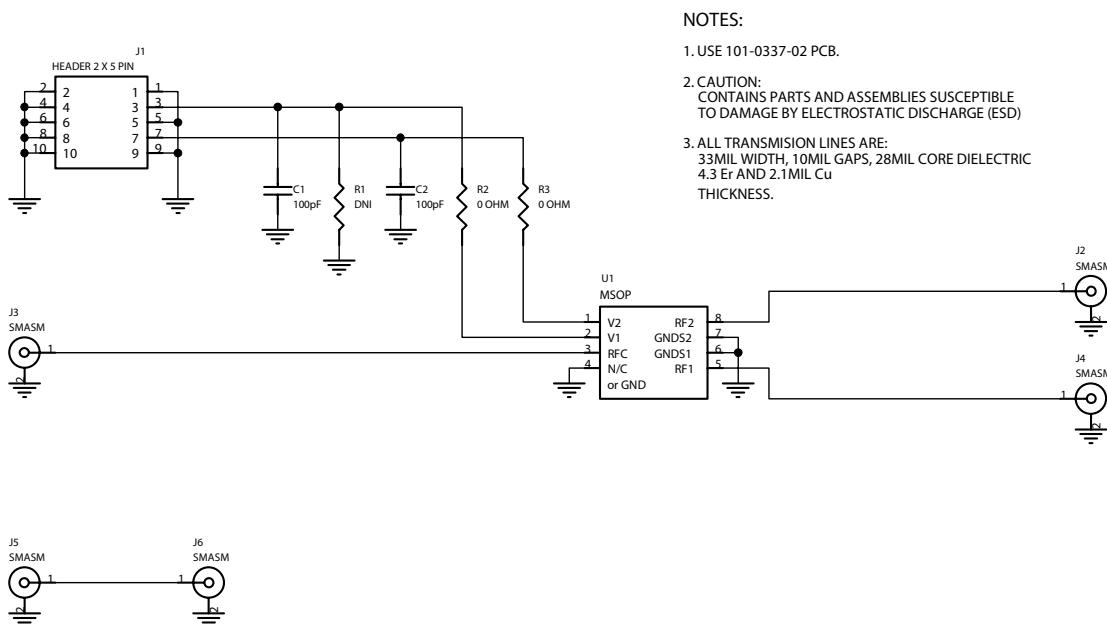 NOTES:
1. USE 101-0337-02 PCB.
2. CAUTION:
CONTAINS PARTS AND ASSEMBLIES SUSCEPTIBLE
TO DAMAGE BY ELECTROSTATIC DISCHARGE (ESD)
3. ALL TRANSMISION LINES ARE:
33MIL WIDTH, 10MIL GAPS, 28MIL CORE DIELECTRIC
4.3 Er AND 2.1MIL Cu
THICKNESS.
J1
HEADER 2 X 5 PIN
2 2 1 1
4 4 3 3
6 6 5 5
8 8 7 7
10 10 9 9
C1
100pF
R1
DNI
C2
100pF
R2
0 OHM
R3
0 OHM
U1
MSOP
1 V2 RF2 8
2 V1 GNDS2 7
3 RFC GNDS1 6
4 N/C RF1 5
or GND
J2
SMASM
1
2
J3
SMASM
1
2
J4
SMASM
1
2
J5
SMASM
1
2
J6
SMASM
1
2